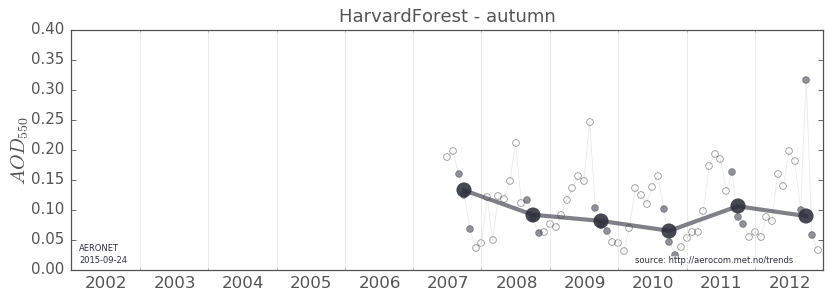 HarvardForest - autumn
0.40
0.35
0.30
0.25
0.20
0.15
0.10
0.05
0.00
AOD550
AERONET
2015-09-24
source: http://aerocom.met.no/trends
2002 2003 2004 2005 2006 2007 2008 2009 2010 2011 2012